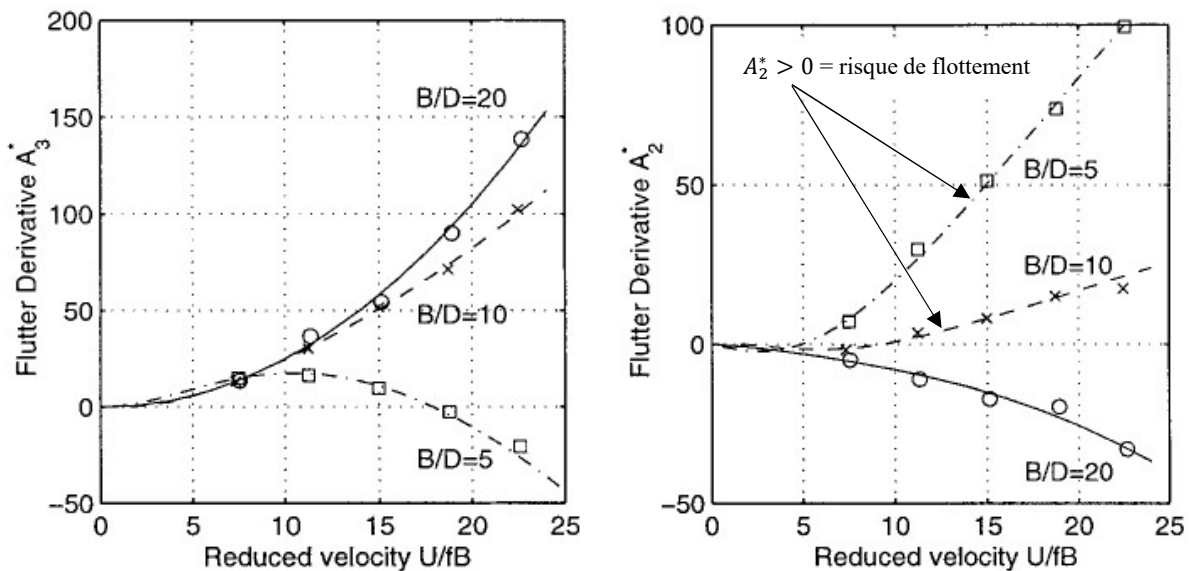 200
150
100
50
0
−50
0
5
10
15
20
25
Flutter Derivative A*3
Reduced velocity U/fB
B/D=20
B/D=10
B/D=5
100
50
0
−50
0
5
10
15
20
25
Flutter Derivative A*2
Reduced velocity U/fB
A*2 > 0 = risque de flottement
B/D=5
B/D=10
B/D=20